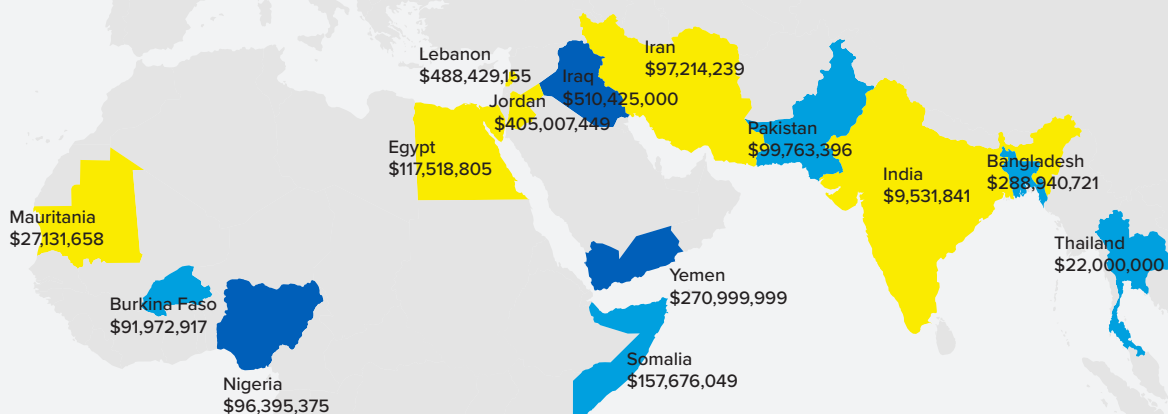 Lebanon
$488,429,155
Iran
$97,214,239
Iraq
$510,425,000
Jordan
$405,007,449
Egypt
$117,518,805
Pakistan
$99,763,396
India
$9,531,841
Bangladesh
$288,940,721
Mauritania
$27,131,658
Thailand
$22,000,000
Yemen
$270,999,999
Burkina Faso
$91,972,917
Somalia
$157,676,049
Nigeria
$96,395,375